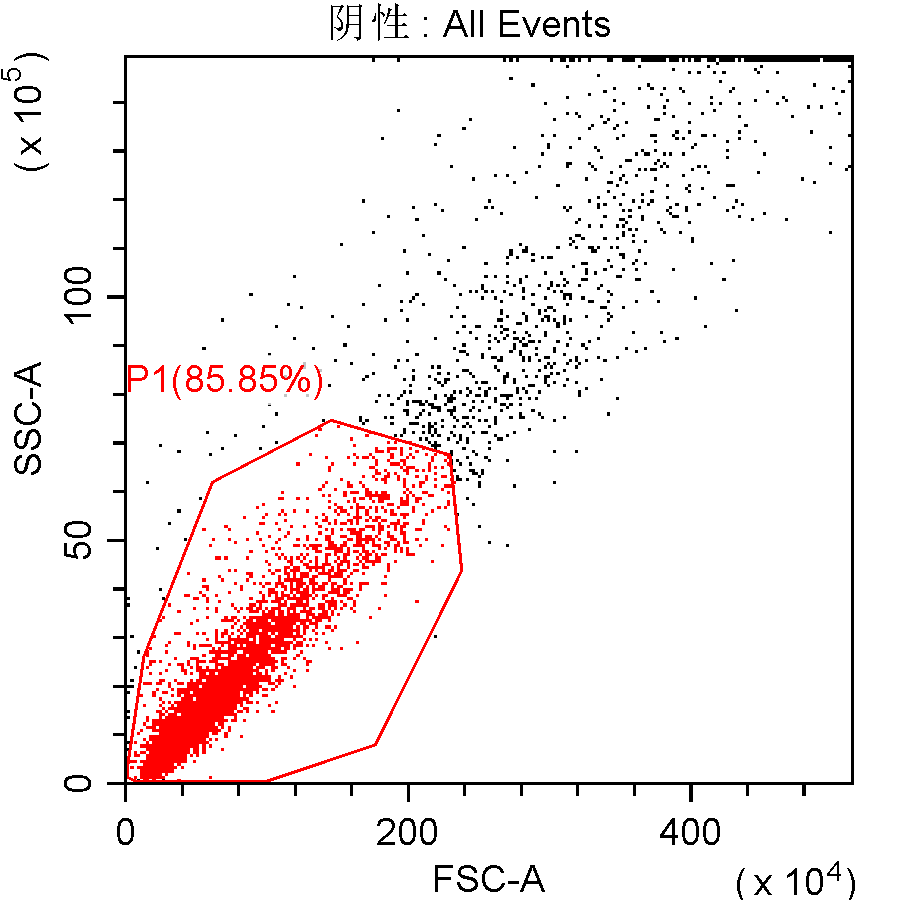 阴性 : All Events
(x 10⁵)
SSC-A
100
50
0
P1(85.85%)
0 200 400
FSC-A
(x 10⁴)